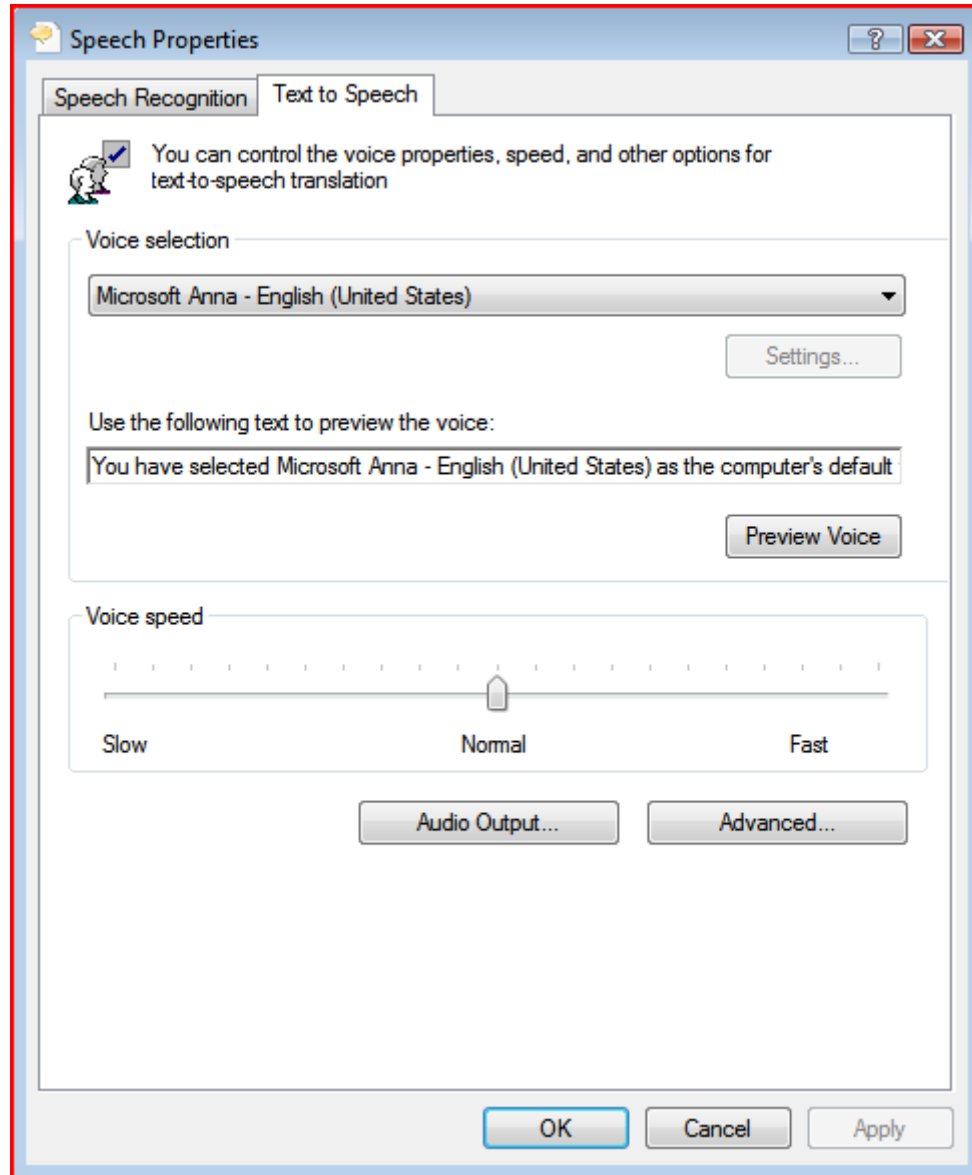 Speech Properties
Speech Recognition Text to Speech
You can control the voice properties, speed, and other options for
text-to-speech translation
Voice selection
Microsoft Anna - English (United States)
Settings...
Use the following text to preview the voice:
You have selected Microsoft Anna - English (United States) as the computer's default
Preview Voice
Voice speed
Slow Normal Fast
Audio Output... Advanced...
OK Cancel Apply